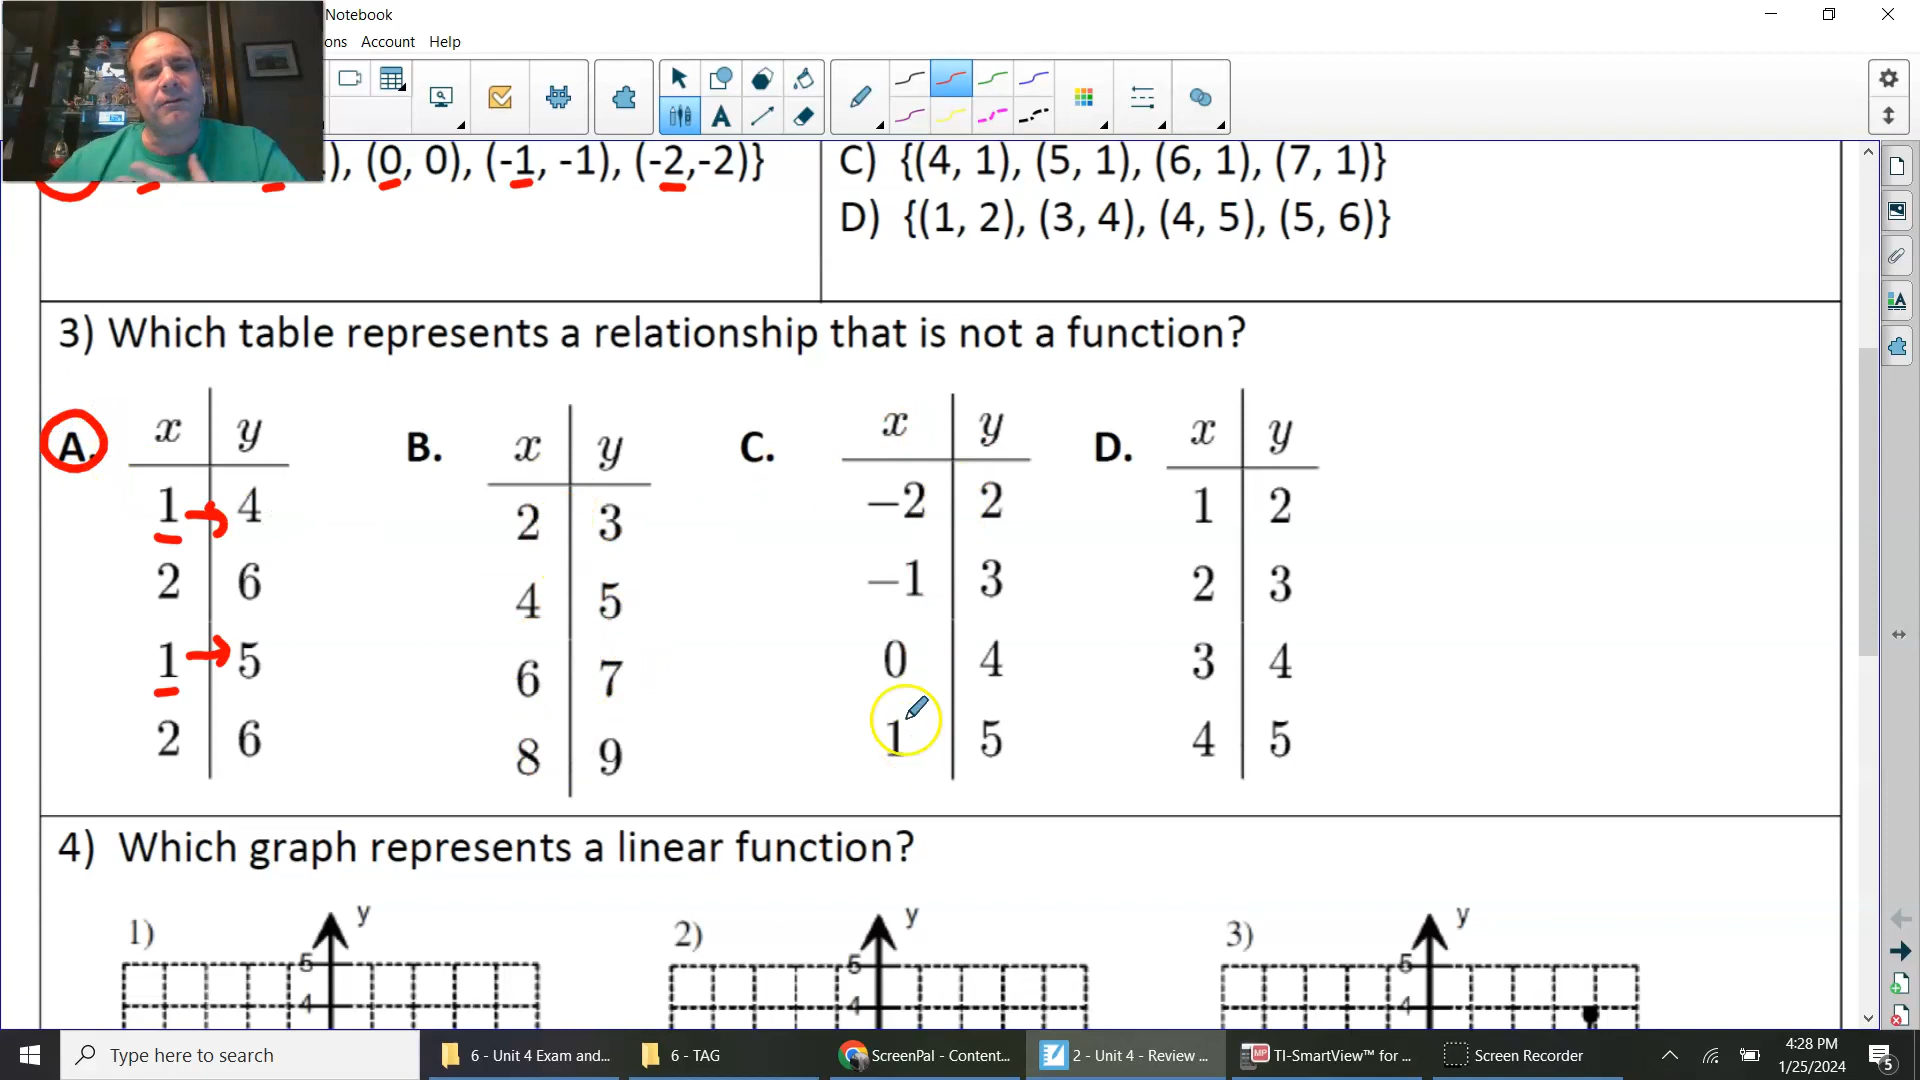 Notebook
ons Account Help
), (0, 0), (-1, -1), (-2,-2)}
C) {(4, 1), (5, 1), (6, 1), (7, 1)}
D) {(1, 2), (3, 4), (4, 5), (5, 6)}
3) Which table represents a relationship that is not a function?
A. x y
1 4
2 6
1 5
2 6
B. x y
2 3
4 5
6 7
8 9
C. x y
−2 2
−1 3
0 4
1 5
D. x y
1 2
2 3
3 4
4 5
4) Which graph represents a linear function?
1) y
5
4
2) y
5
4
3) y
5
4
Type here to search
6 - Unit 4 Exam and...
6 - TAG
ScreenPal - Content...
2 - Unit 4 - Review ...
TI-SmartView™ for ...
Screen Recorder
4:28 PM
1/25/2024
5